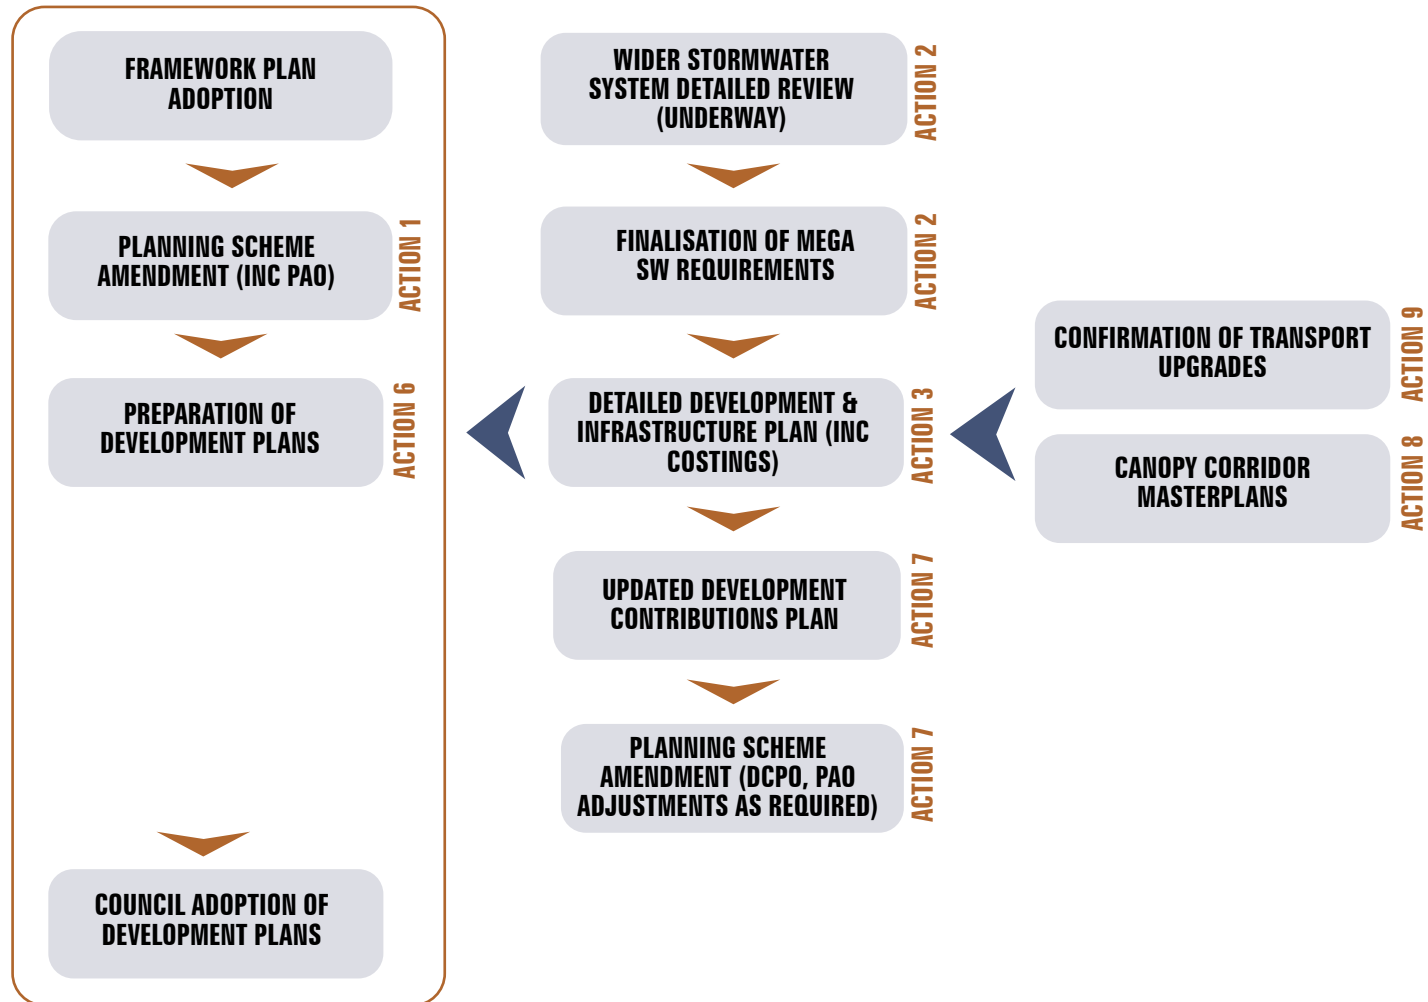 FRAMEWORK PLAN
ADOPTION
PLANNING SCHEME
AMENDMENT (INC PAO)
ACTION 1
PREPARATION OF
DEVELOPMENT PLANS
ACTION 6
COUNCIL ADOPTION OF
DEVELOPMENT PLANS
WIDER STORMWATER
SYSTEM DETAILED REVIEW
(UNDERWAY)
ACTION 2
FINALISATION OF MEGA
SW REQUIREMENTS
ACTION 2
DETAILED DEVELOPMENT &
INFRASTRUCTURE PLAN (INC
COSTINGS)
ACTION 3
UPDATED DEVELOPMENT
CONTRIBUTIONS PLAN
ACTION 7
PLANNING SCHEME
AMENDMENT (DCPO, PAO
ADJUSTMENTS AS REQUIRED)
ACTION 7
CONFIRMATION OF TRANSPORT
UPGRADES
ACTION 9
CANOPY CORRIDOR
MASTERPLANS
ACTION 8